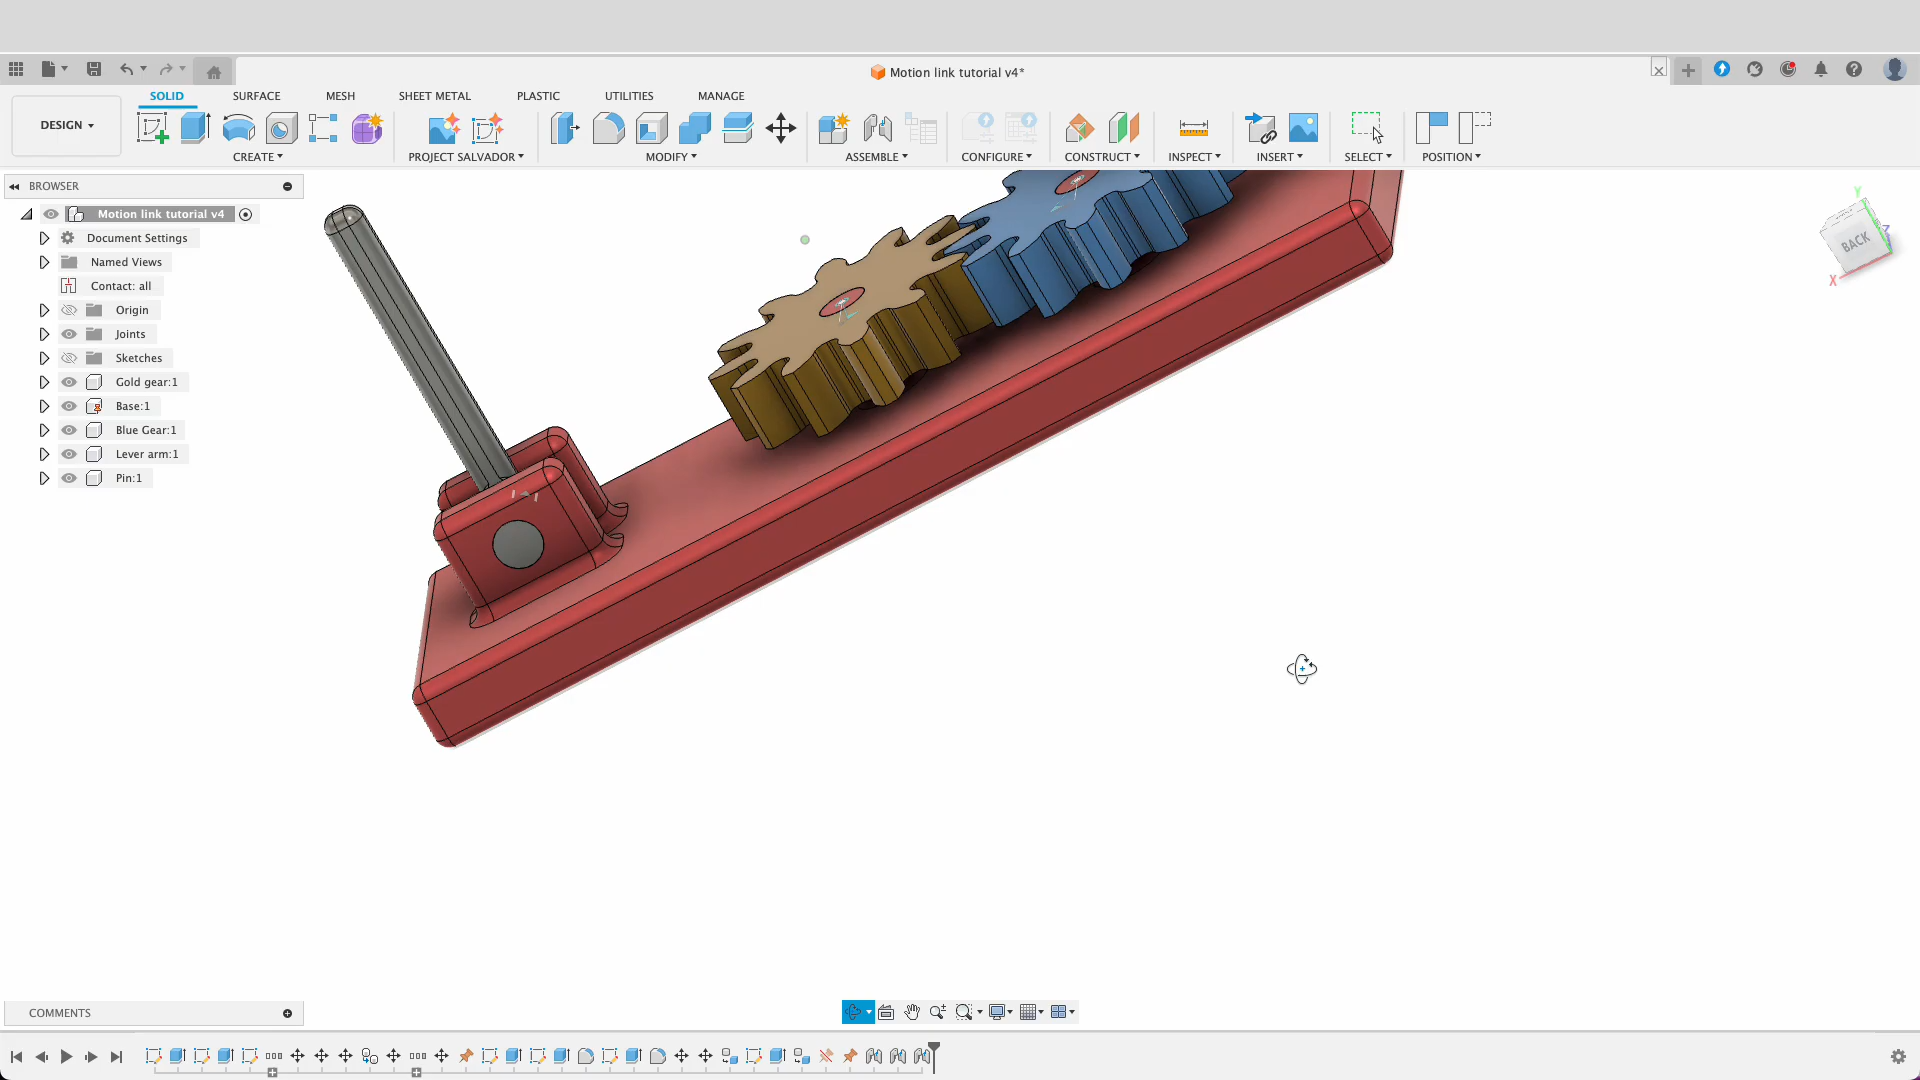 Motion link tutorial v4*
SOLID
SURFACE
MESH
SHEET METAL
PLASTIC
UTILITIES
MANAGE
DESIGN
CREATE
PROJECT SALVADOR
MODIFY
ASSEMBLE
CONFIGURE
CONSTRUCT
INSPECT
INSERT
SELECT
POSITION
BROWSER
Motion link tutorial v4
Document Settings
Named Views
Contact: all
Origin
Joints
Sketches
Gold gear:1
Base:1
Blue Gear:1
Lever arm:1
Pin:1
Y
BACK
Z
X
COMMENTS